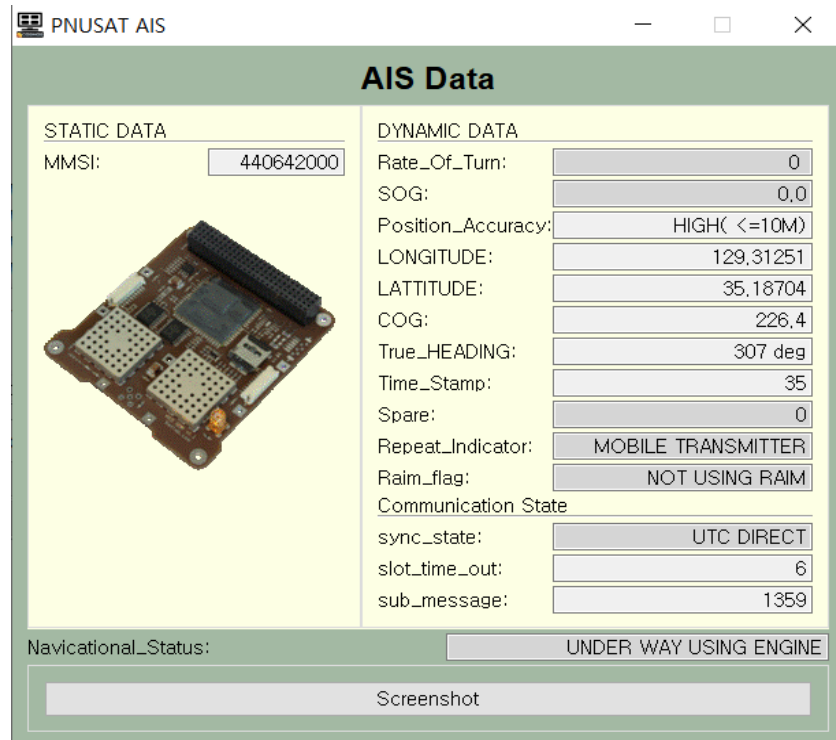 PNUSAT AIS
AIS Data
STATIC DATA
MMSI: 440642000
DYNAMIC DATA
Rate_Of_Turn: 0
SOG: 0,0
Position_Accuracy: HIGH( <=10M)
LONGITUDE: 129,31251
LATTITUDE: 35,18704
COG: 226,4
True_HEADING: 307 deg
Time_Stamp: 35
Spare: 0
Repeat_Indicator: MOBILE TRANSMITTER
Raim_flag: NOT USING RAIM
Communication State
sync_state: UTC DIRECT
slot_time_out: 6
sub_message: 1359
Navicational_Status: UNDER WAY USING ENGINE
Screenshot